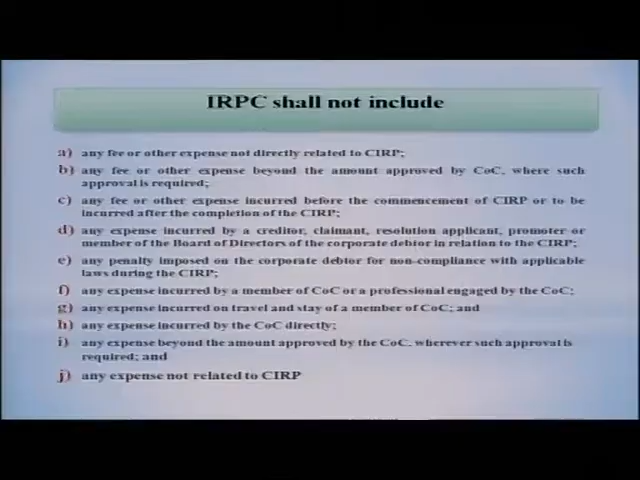 IRPC shall not include
a) any fee or other expense not directly related to CIRP;
b) any fee or other expense beyond the amount approved by CoC, where such
approval is required;
c) any fee or other expense incurred before the commencement of CIRP or to be
incurred after the completion of the CIRP;
d) any expense incurred by a creditor, claimant, resolution applicant, promoter or
member of the Board of Directors of the corporate debtor in relation to the CIRP;
e) any penalty imposed on the corporate debtor for non-compliance with applicable
laws during the CIRP;
f) any expense incurred by a member of CoC or a professional engaged by the CoC;
g) any expense incurred on travel and stay of a member of CoC; and
h) any expense incurred by the CoC directly;
i) any expense beyond the amount approved by the CoC, wherever such approval is
required; and
j) any expense not related to CIRP